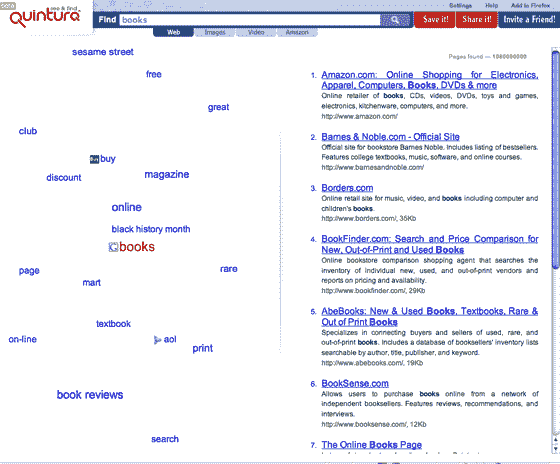 beta see & find Settings Help Add to Firefox
Quintura Find books Save it! Share it! Invite a Friend!
Web Images Video Amazon
sesame street
free
great
club
buy
discount
magazine
online
black history month
books
page
rare
mart
textbook
on-line
aol
print
book reviews
search
Pages found — 1080000000
1. Amazon.com: Online Shopping for Electronics,
Apparel, Computers, Books, DVDs & more
Online retailer of books, CDs, videos, DVDs, toys and games,
electronics, kitchenware, computers, and more.
http://www.amazon.com/
2. Barnes & Noble.com - Official Site
Official site for bookstore Barnes Noble. Includes listing of bestsellers.
Features college textbooks, music, software, and online courses.
http://www.barnesandnoble.com/
3. Borders.com
Online retail site for music, video, and books including computer and
children's books.
http://www.borders.com/, 35Kb
4. BookFinder.com: Search and Price Comparison for
New, Out-of-Print and Used Books
Online bookstore comparison shopping agent that searches the
inventory of individual new, used, and out-of-print vendors and
reports on pricing and availability.
http://www.bookfinder.com/, 29Kb
5. AbeBooks: New & Used Books, Textbooks, Rare &
Out of Print Books
Specializes in connecting buyers and sellers of used, rare, and
out-of-print books. Includes a database of booksellers' inventory lists
searchable by author, title, publisher, and keyword.
http://www.abebooks.com/, 19Kb
6. BookSense.com
Allows users to purchase books online from a network of
independent booksellers. Features reviews, recommendations, and
interviews.
http://www.booksense.com/, 12Kb
7. The Online Books Page